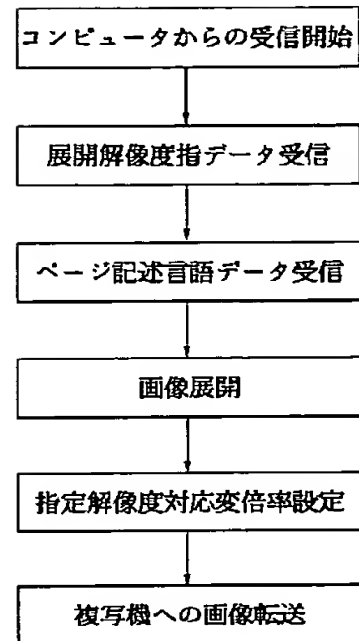 コンピュータからの受信開始
展開解像度指データ受信
ページ記述言語データ受信
画像展開
指定解像度対応変倍率設定
複写機への画像転送